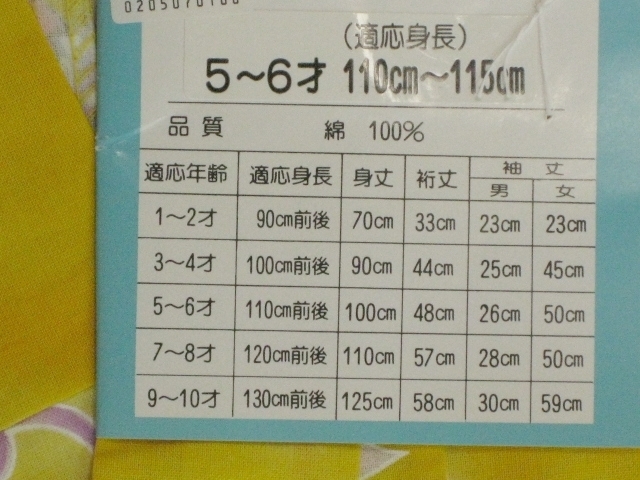 0205070100
(適応身長)
5〜6才 110cm〜115cm
品質 綿 100%
適応年齢 適応身長 身丈 裄丈 袖丈
男 女
1〜2才 90cm前後 70cm 33cm 23cm 23cm
3〜4才 100cm前後 90cm 44cm 25cm 45cm
5〜6才 110cm前後 100cm 48cm 26cm 50cm
7〜8才 120cm前後 110cm 57cm 28cm 50cm
9〜10才 130cm前後 125cm 58cm 30cm 59cm